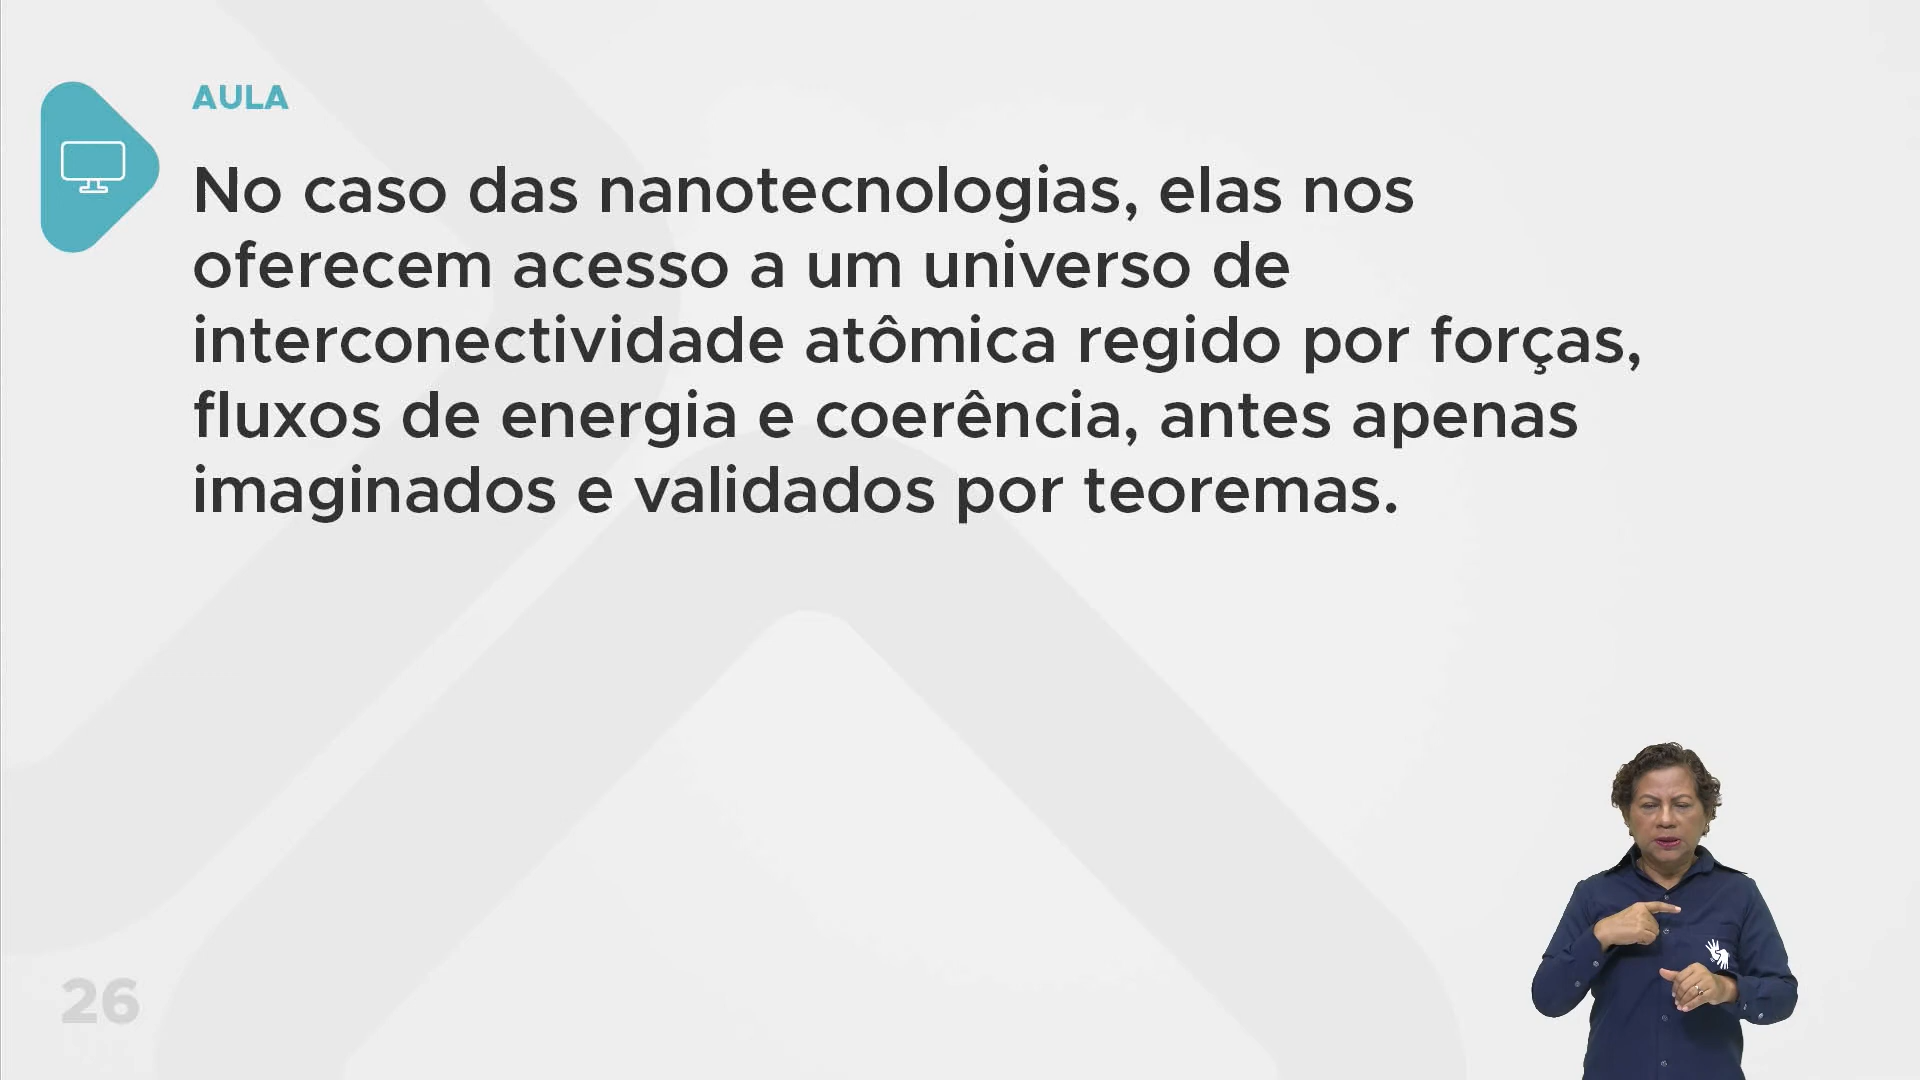 AULA
No caso das nanotecnologias, elas nos
oferecem acesso a um universo de
interconectividade atômica regido por forças,
fluxos de energia e coerência, antes apenas
imaginados e validados por teoremas.
26